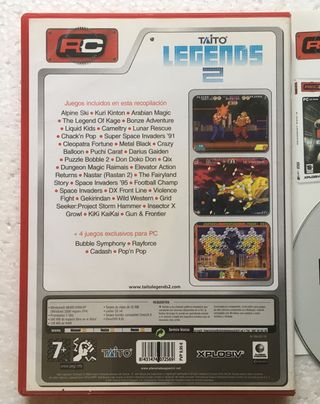 RC
TAITO
LEGENDS
2
Juegos incluidos en esta recopilación
Alpine Ski • Kuri Kinton • Arabian Magic
• The Legend Of Kage • Bonze Adventure
• Liquid Kids • Cameltry • Lunar Rescue
• Chack'n Pop • Super Space Invaders '91
• Cleopatra Fortune • Metal Black • Crazy
Balloon • Puchi Carat • Darius Gaiden
• Puzzle Bobble 2 • Don Doko Don • Qix
• Dungeon Magic Raimais • Elevator Action
Returns • Nastar (Rastan 2) • The Fairyland
Story • Space Invaders '95 • Football Champ
• Space Invaders • DX Front Line • Violence
Fight • Gekirindan • Wild Western • Grid
Seeker:Project Storm Hammer • Insector X
Growl • KiKi KaiKai • Gun & Frontier
+ 4 juegos exclusivos para PC
Bubble Symphony • Rayforce
• Cadash • Pop'n Pop
www.taitolegends2.com
REQUISITOS
7+
TAITO
XPLOSIV